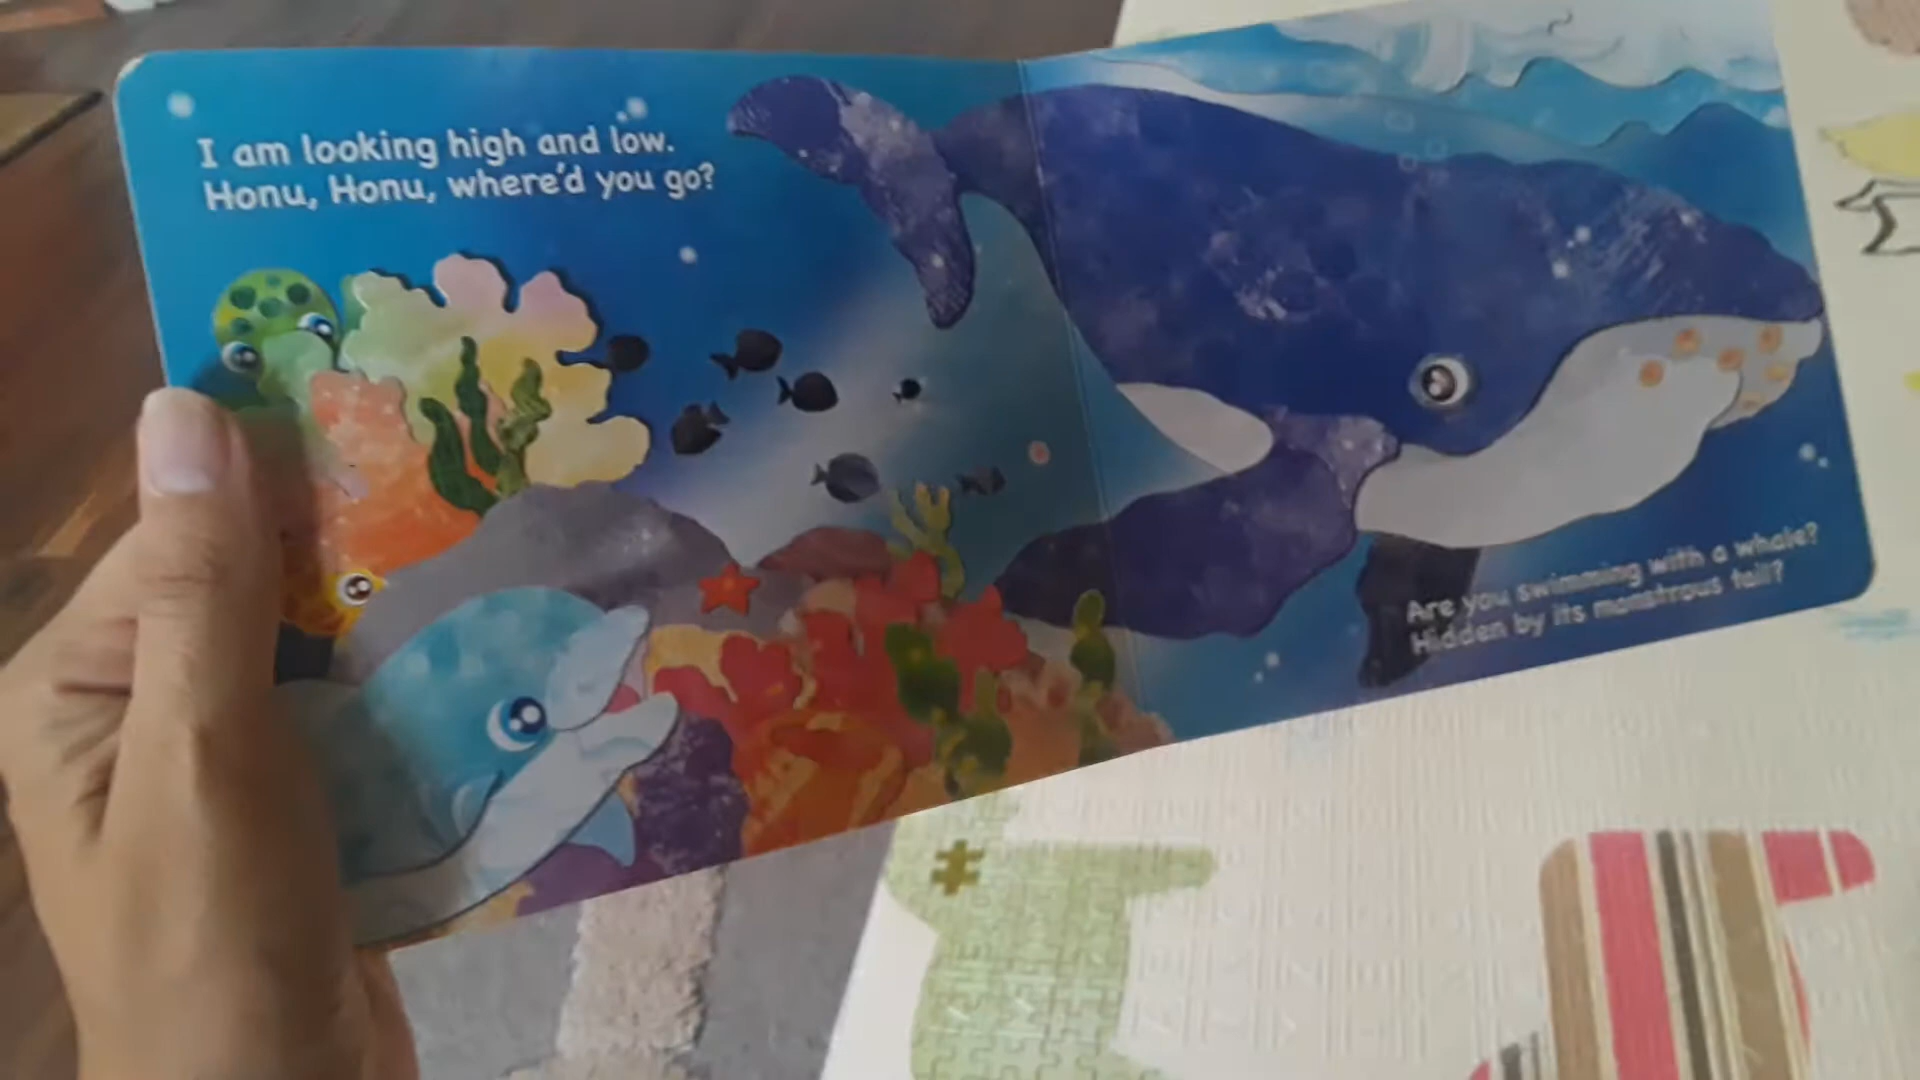 I am looking high and low.
Honu, Honu, where'd you go?
Are you swimming with a whale?
Hidden by its monstrous tail?